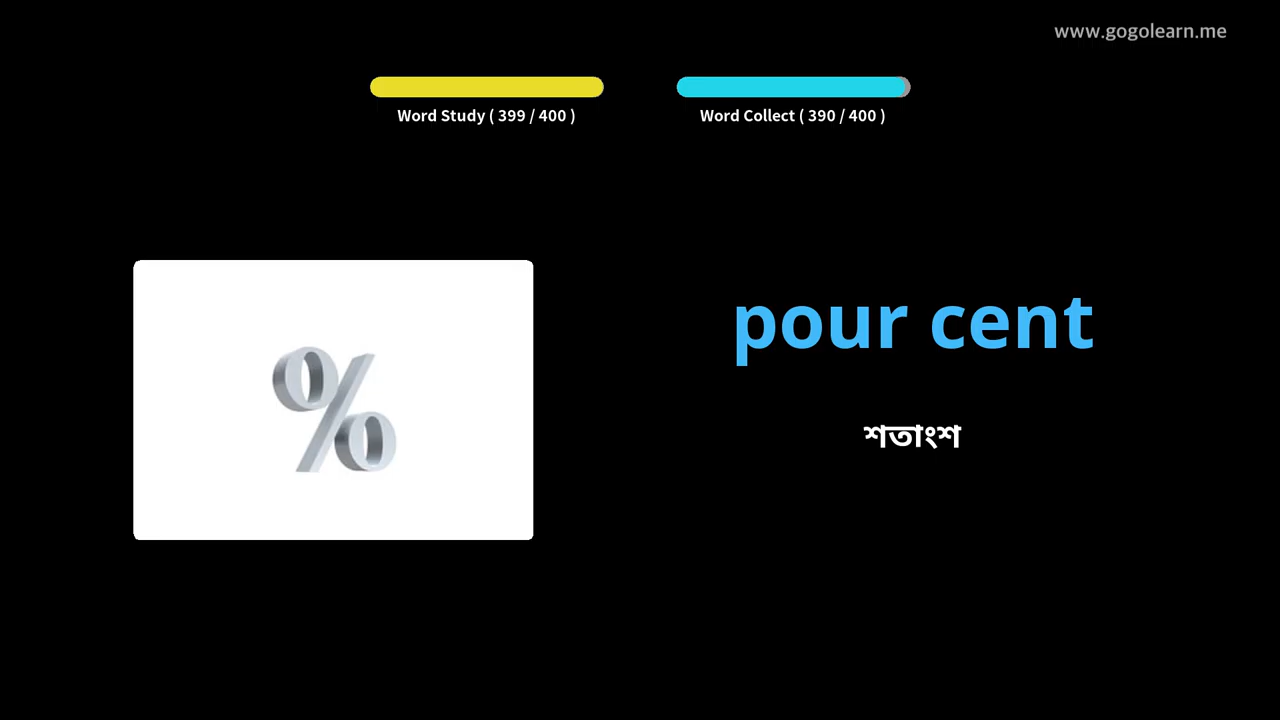 www.gogolearn.me
Word Study ( 399 / 400 )
Word Collect ( 390 / 400 )
%
pour cent
শতাংশ